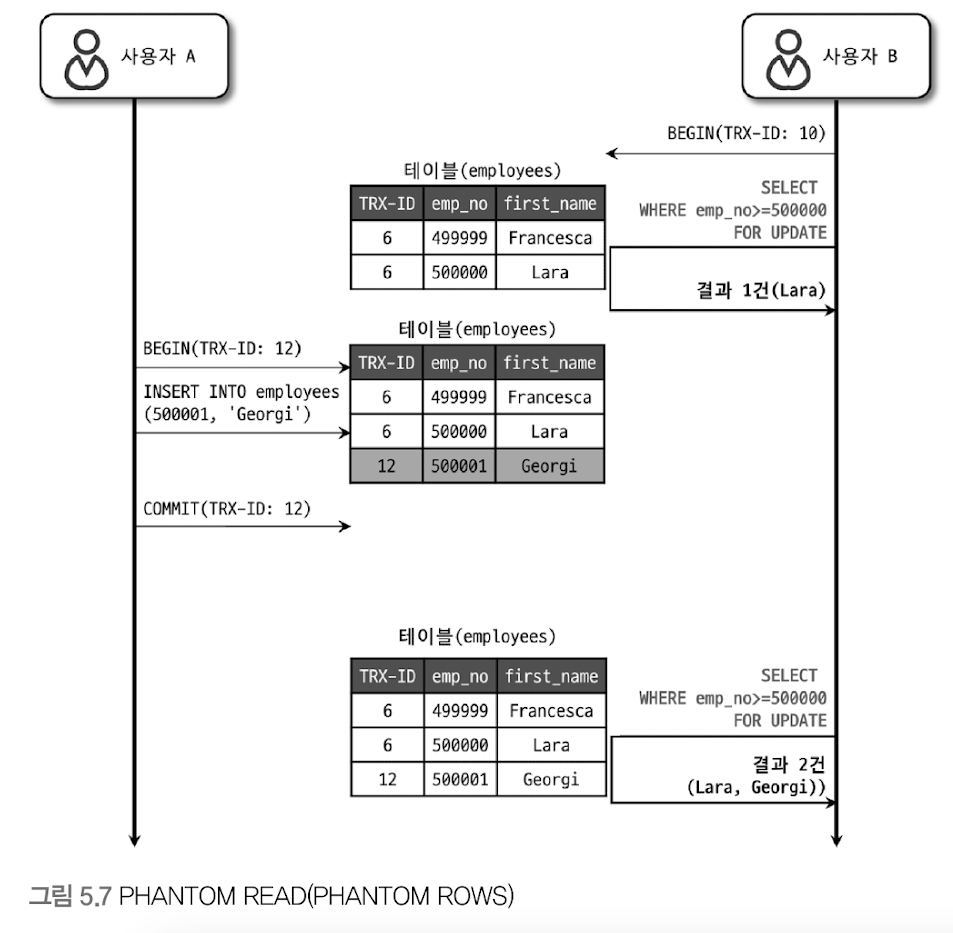 사용자 A
사용자 B
BEGIN(TRX-ID: 10)
테이블(employees)
TRX-ID emp_no first_name
6 499999 Francesca
6 500000 Lara
SELECT
WHERE emp_no>=500000
FOR UPDATE
결과 1건(Lara)
BEGIN(TRX-ID: 12)
INSERT INTO employees
(500001, 'Georgi')
테이블(employees)
TRX-ID emp_no first_name
6 499999 Francesca
6 500000 Lara
12 500001 Georgi
COMMIT(TRX-ID: 12)
테이블(employees)
TRX-ID emp_no first_name
6 499999 Francesca
6 500000 Lara
12 500001 Georgi
SELECT
WHERE emp_no>=500000
FOR UPDATE
결과 2건
(Lara, Georgi))
그림 5.7 PHANTOM READ(PHANTOM ROWS)